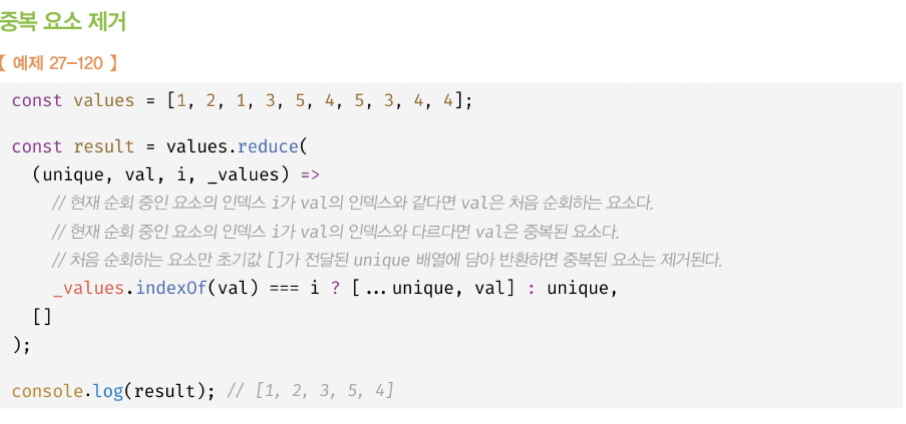 중복 요소 제거
【 예제 27-120 】
const values = [1, 2, 1, 3, 5, 4, 5, 3, 4, 4];
const result = values.reduce(
(unique, val, i, _values) =>
// 현재 순회 중인 요소의 인덱스 i가 val의 인덱스와 같다면 val은 처음 순회하는 요소다.
// 현재 순회 중인 요소의 인덱스 i가 val의 인덱스와 다르다면 val은 중복된 요소다.
// 처음 순회하는 요소만 초기값 []가 전달된 unique 배열에 담아 반환하면 중복된 요소는 제거된다.
_values.indexOf(val) === i ? [...unique, val] : unique,
[]
);
console.log(result); // [1, 2, 3, 5, 4]